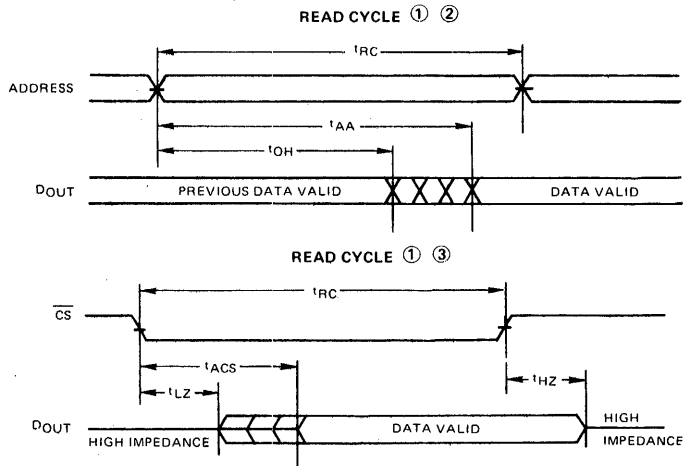 READ CYCLE ① ②
tRC
ADDRESS
tAA
tOH
DOUT PREVIOUS DATA VALID DATA VALID
READ CYCLE ① ③
tRC
CS
tACS
tLZ tHZ
DOUT HIGH IMPEDANCE DATA VALID HIGH IMPEDANCE